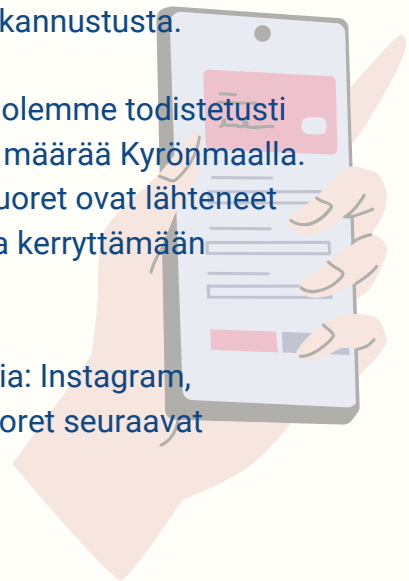 kannustusta.
olemme todistetusti
määrää Kyrönmaalla.
uoret ovat lähteneet
a kerryttämään
ia: Instagram,
oret seuraavat